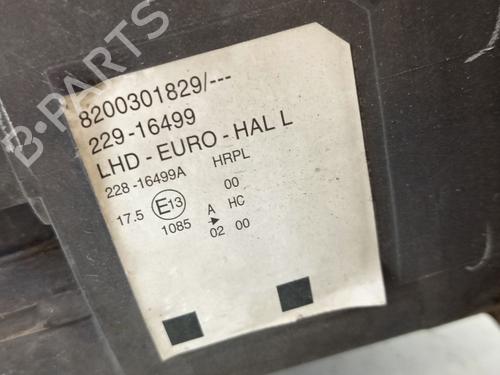 B-PARTS
8200301829/---
229-16499
LHD - EURO - HAL L
228 -16499A HRPL
00
17.5 E13 A HC
1085 02 00